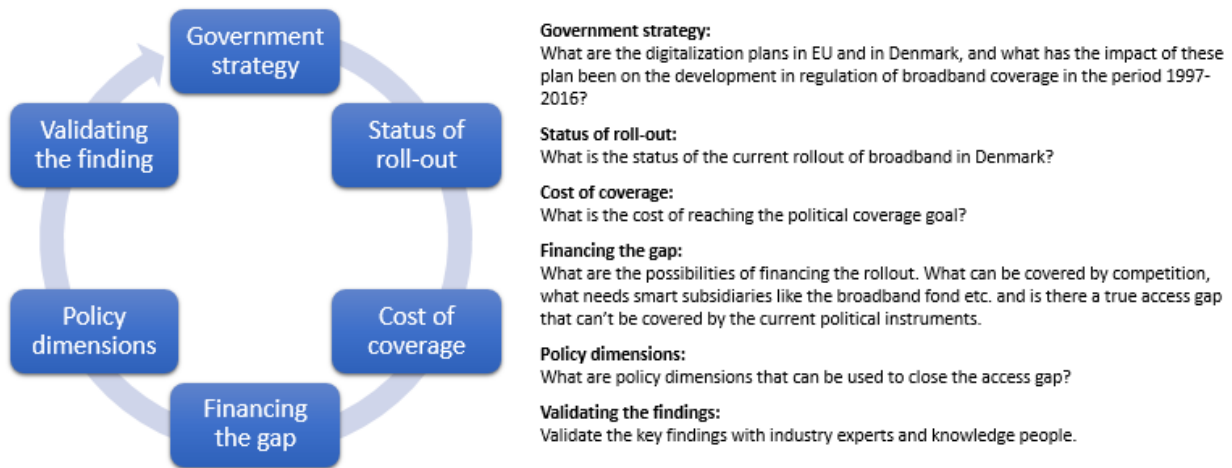 Government
strategy
Status of
roll-out
Cost of
coverage
Financing
the gap
Policy
dimensions
Validating
the finding
Government strategy:
What are the digitalization plans in EU and in Denmark, and what has the impact of these
plan been on the development in regulation of broadband coverage in the period 1997-
2016?
Status of roll-out:
What is the status of the current rollout of broadband in Denmark?
Cost of coverage:
What is the cost of reaching the political coverage goal?
Financing the gap:
What are the possibilities of financing the rollout. What can be covered by competition,
what needs smart subsidiaries like the broadband fond etc. and is there a true access gap
that can't be covered by the current political instruments.
Policy dimensions:
What are policy dimensions that can be used to close the access gap?
Validating the findings:
Validate the key findings with industry experts and knowledge people.